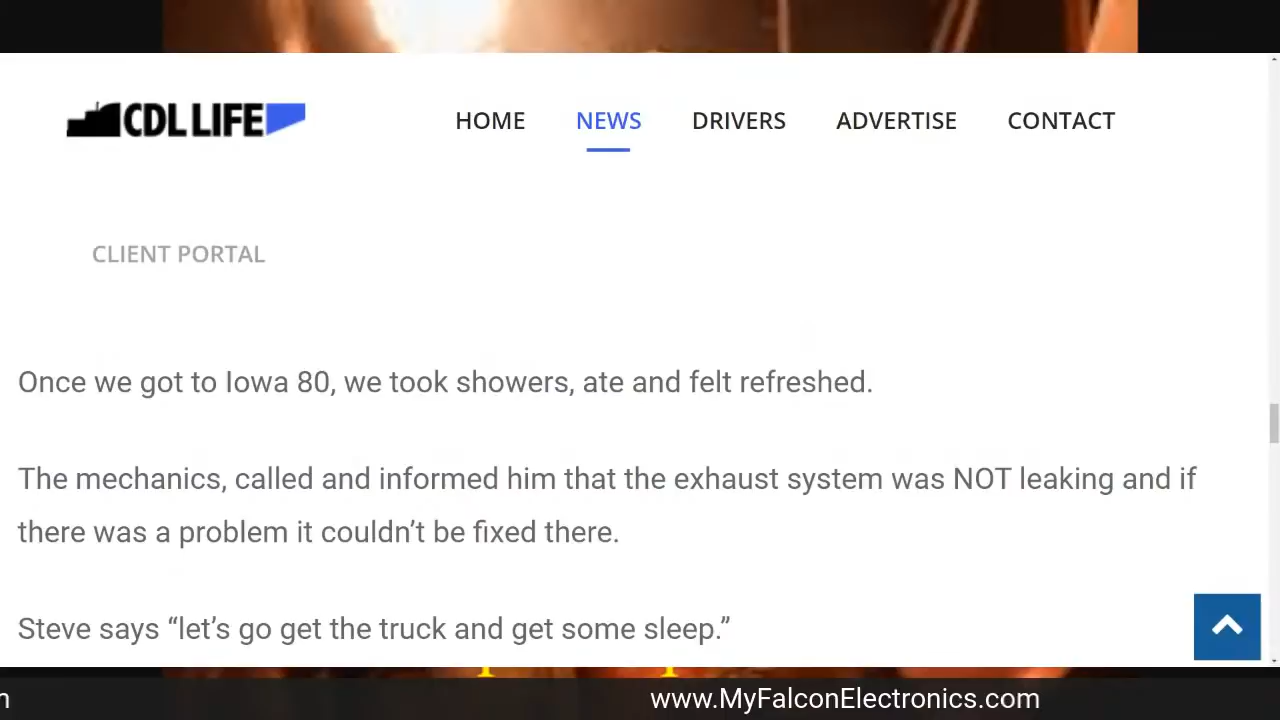 CDL LIFE
HOME NEWS DRIVERS ADVERTISE CONTACT
CLIENT PORTAL
Once we got to Iowa 80, we took showers, ate and felt refreshed.
The mechanics, called and informed him that the exhaust system was NOT leaking and if
there was a problem it couldn’t be fixed there.
Steve says “let’s go get the truck and get some sleep.”
www.MyFalconElectronics.com